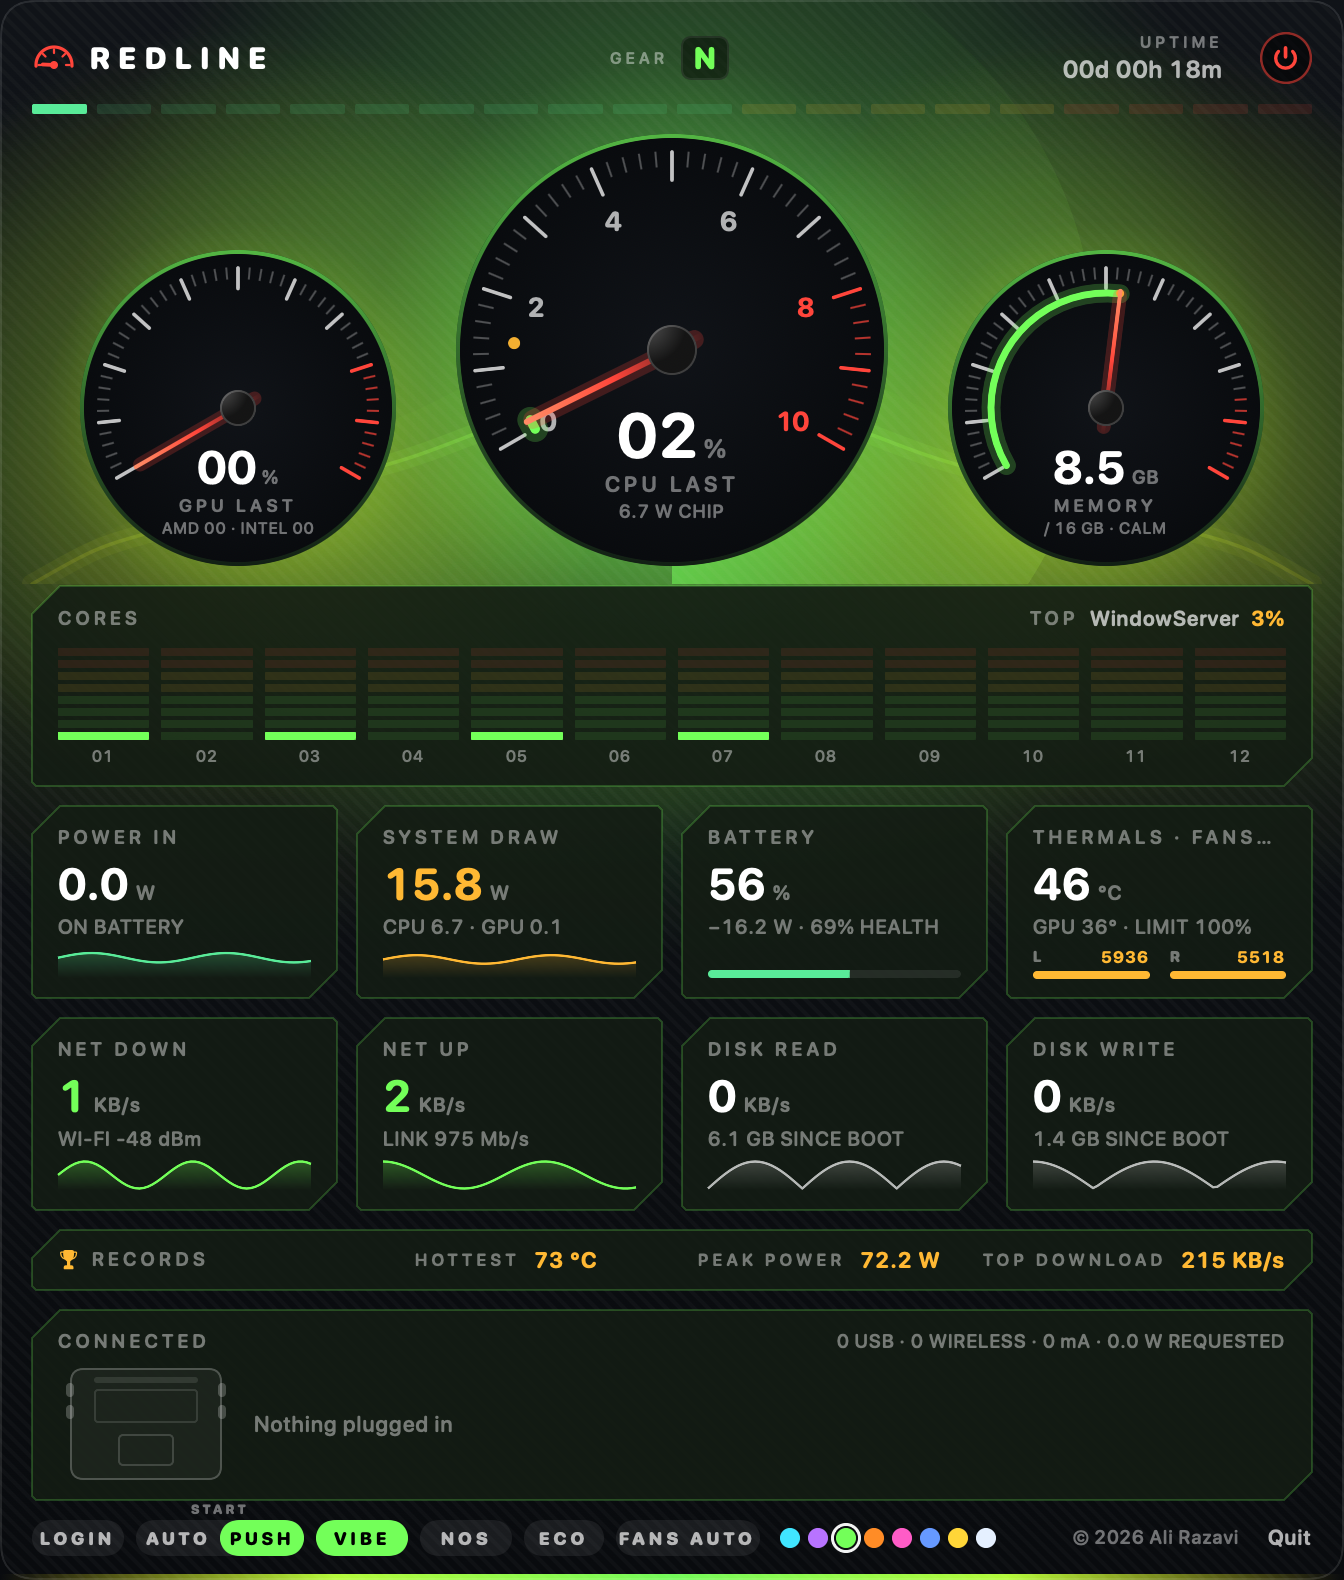 REDLINE
GEAR N
UPTIME
00d 00h 18m
4 6
2 8
0 10
02 %
CPU LAST
6.7 W CHIP
00 %
GPU LAST
AMD 00 · INTEL 00
8.5 GB
MEMORY
/ 16 GB · CALM
CORES
TOP WindowServer 3%
01 02 03 04 05 06 07 08 09 10 11 12
POWER IN
0.0 W
ON BATTERY
SYSTEM DRAW
15.8 W
CPU 6.7 · GPU 0.1
BATTERY
56 %
−16.2 W · 69% HEALTH
THERMALS · FANS…
46 °C
GPU 36° · LIMIT 100%
L 5936 R 5518
NET DOWN
1 KB/s
WI-FI -48 dBm
NET UP
2 KB/s
LINK 975 Mb/s
DISK READ
0 KB/s
6.1 GB SINCE BOOT
DISK WRITE
0 KB/s
1.4 GB SINCE BOOT
RECORDS HOTTEST 73 °C PEAK POWER 72.2 W TOP DOWNLOAD 215 KB/s
CONNECTED
0 USB · 0 WIRELESS · 0 mA · 0.0 W REQUESTED
Nothing plugged in
START
LOGIN AUTO PUSH VIBE NOS ECO FANS AUTO
© 2026 Ali Razavi Quit